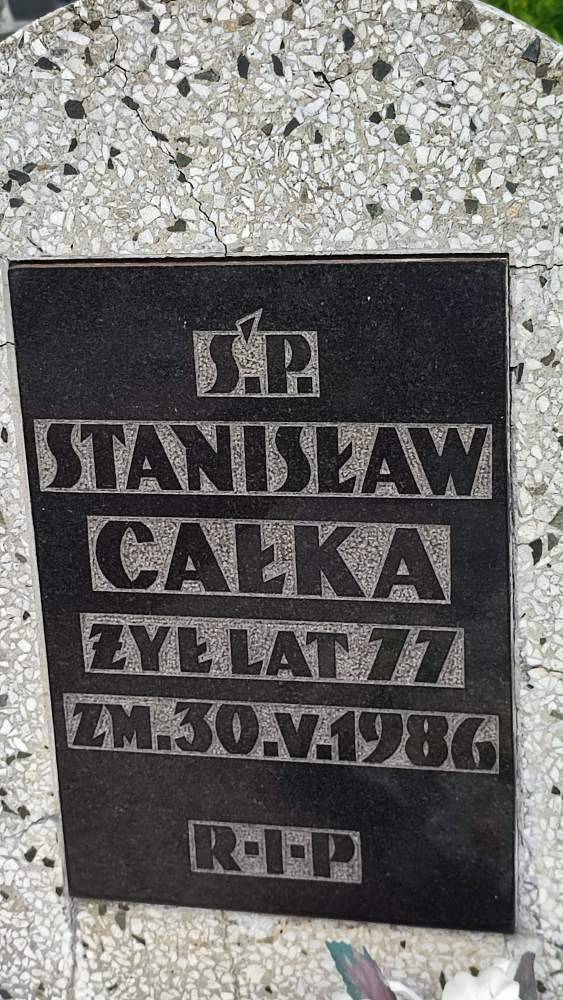 Ś.P.
STANISŁAW
CAŁKA
ŻYŁ LAT 77
ZM.30.V.1986
R-I-P